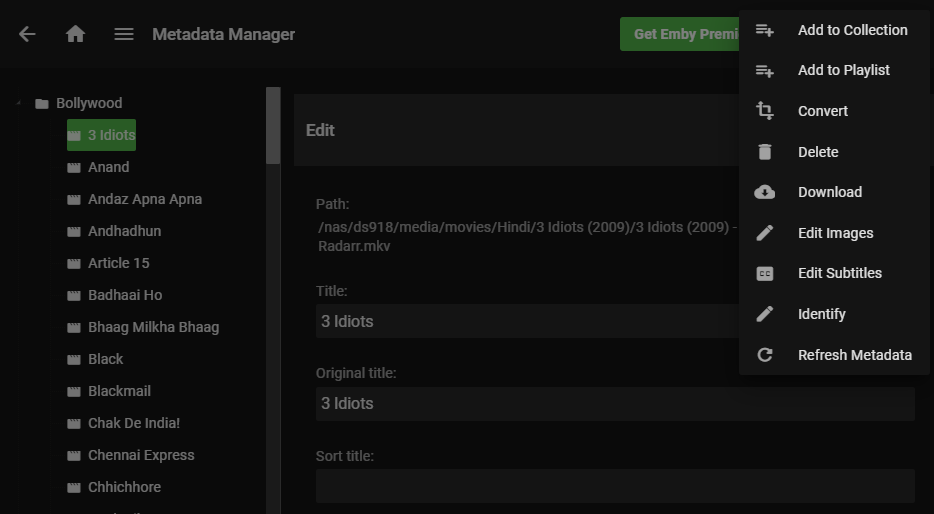 Metadata Manager
Get Emby Premi
Bollywood
3 Idiots
Anand
Andaz Apna Apna
Andhadhun
Article 15
Badhaai Ho
Bhaag Milkha Bhaag
Black
Blackmail
Chak De India!
Chennai Express
Chhichhore
Edit
Path:
/nas/ds918/media/movies/Hindi/3 Idiots (2009)/3 Idiots (2009) -
Radarr.mkv
Title:
3 Idiots
Original title:
3 Idiots
Sort title:
Add to Collection
Add to Playlist
Convert
Delete
Download
Edit Images
CC
Edit Subtitles
Identify
Refresh Metadata